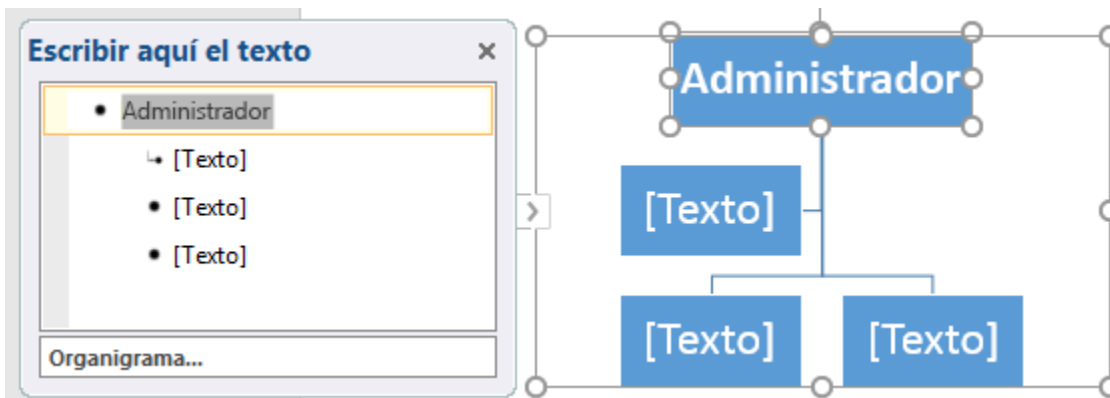 Escribir aquí el texto
Administrador
[Texto]
[Texto]
[Texto]
Organigrama...
Administrador
[Texto]
[Texto] [Texto]